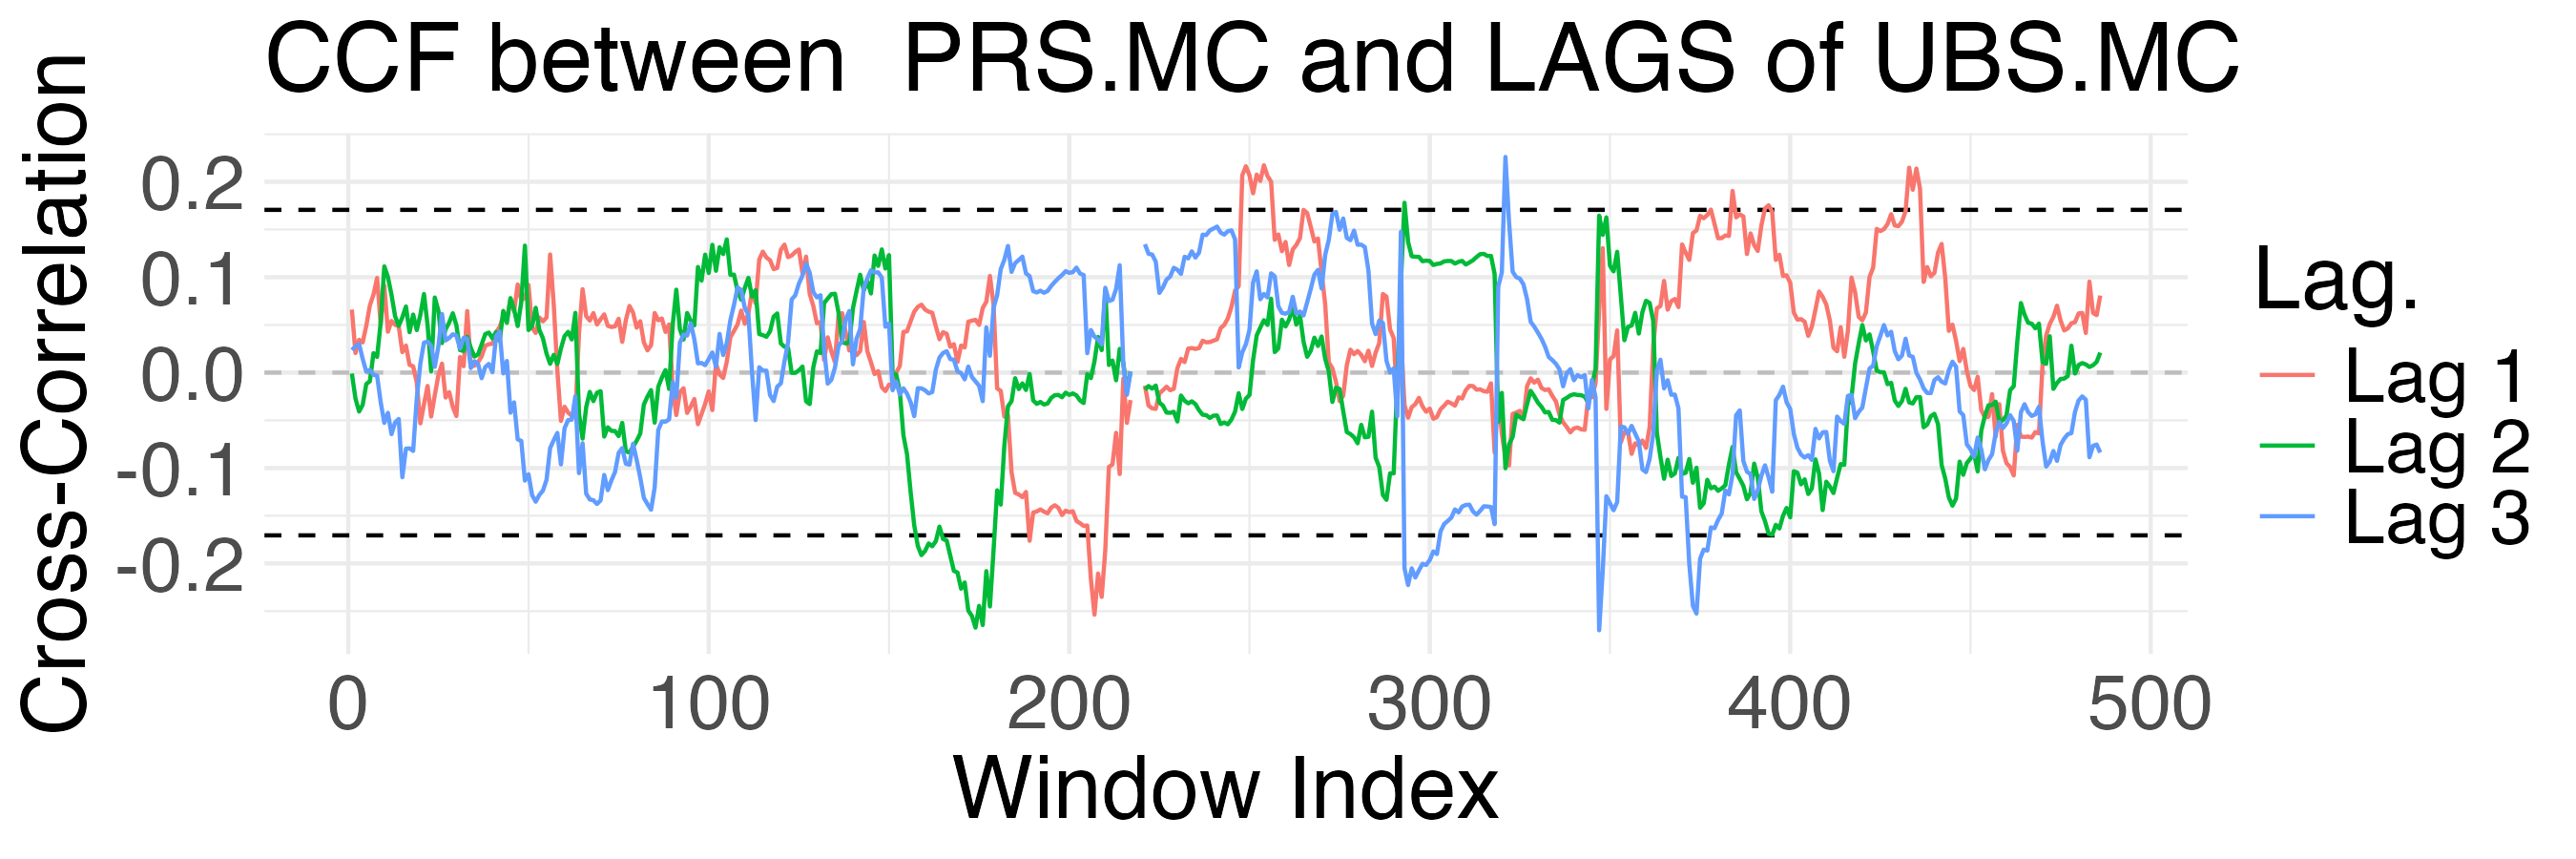 CCF between  PRS.MC and LAGS of UBS.MC
Cross-Correlation
0.2
0.1
0.0
-0.1
-0.2
0 100 200 300 400 500
Window Index
Lag.
Lag 1
Lag 2
Lag 3